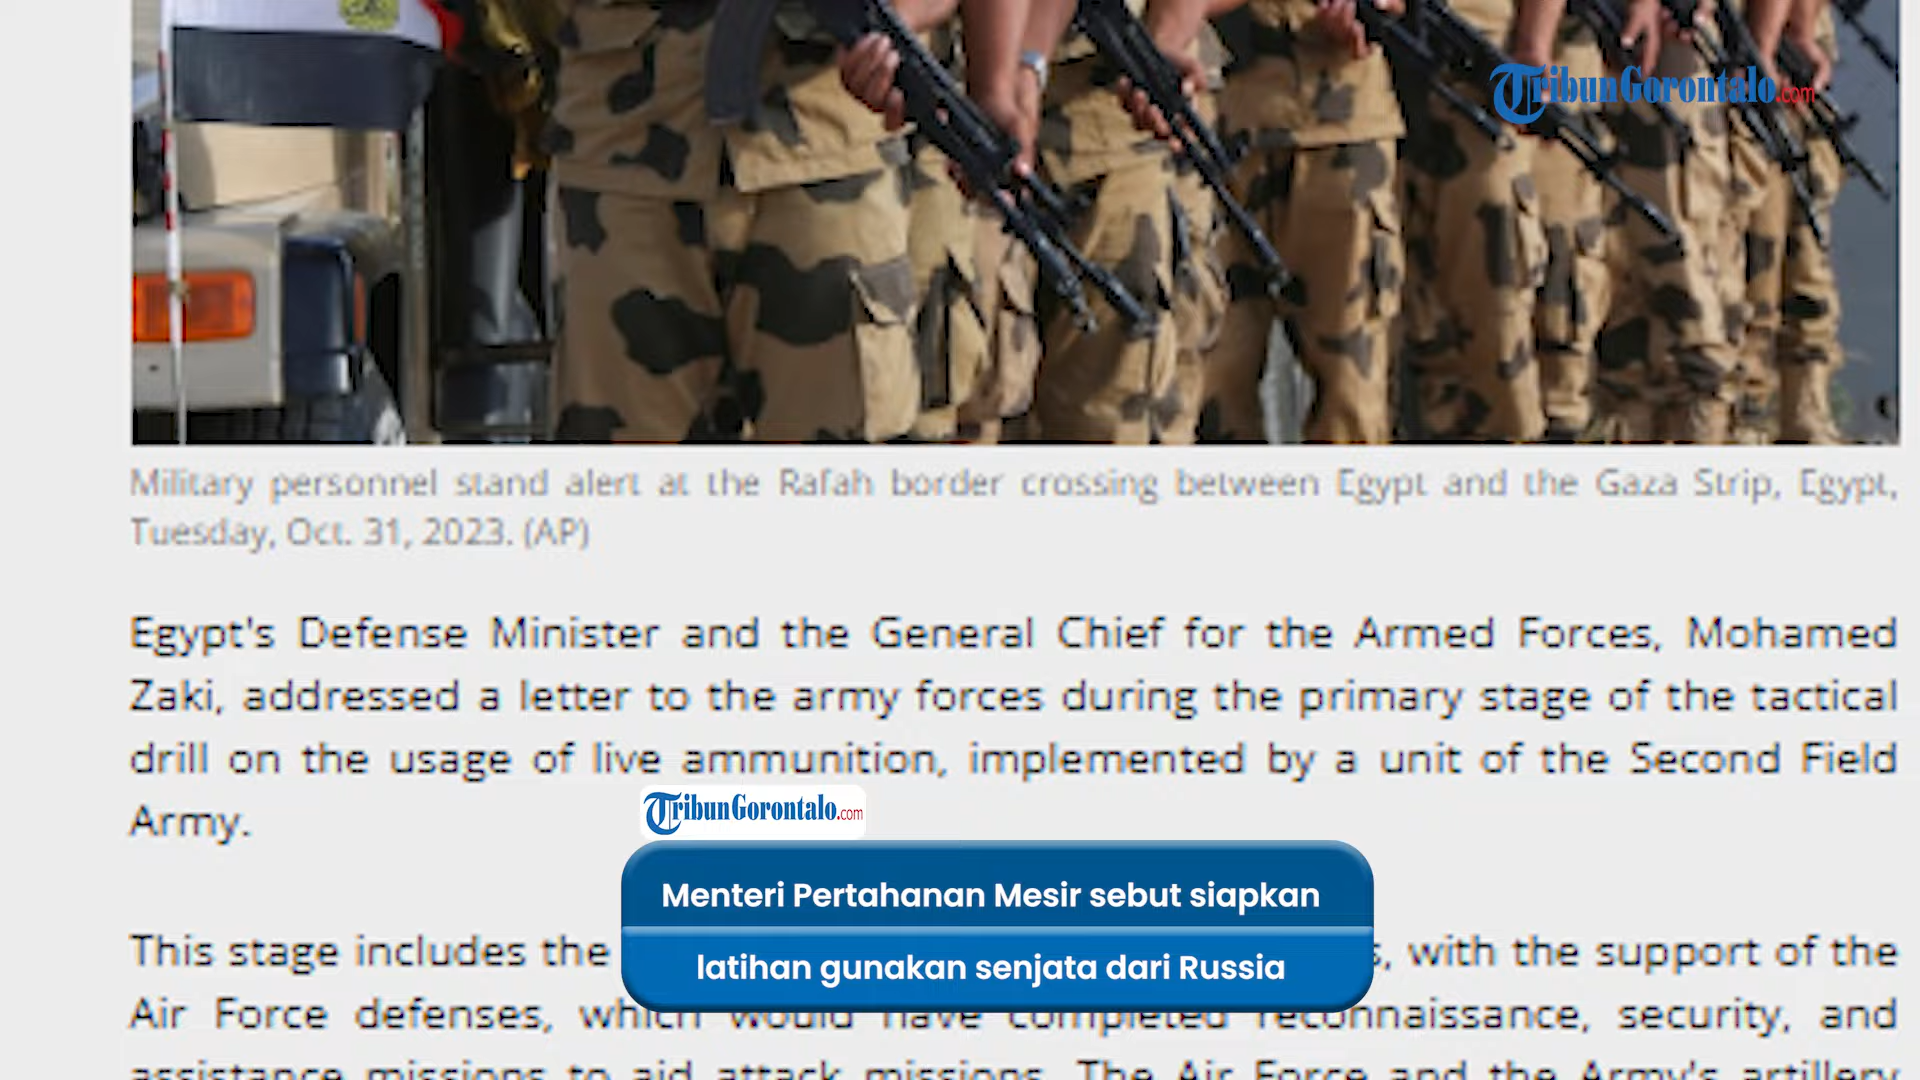 TribunGorontalo.com
Military personnel stand alert at the Rafah border crossing between Egypt and the Gaza Strip, Egypt,
Tuesday, Oct. 31, 2023. (AP)
Egypt's Defense Minister and the General Chief for the Armed Forces, Mohamed
Zaki, addressed a letter to the army forces during the primary stage of the tactical
drill on the usage of live ammunition, implemented by a unit of the Second Field
Army.
TribunGorontalo.com
Menteri Pertahanan Mesir sebut siapkan
latihan gunakan senjata dari Russia
This stage includes the , with the support of the
Air Force defenses, which would have completed reconnaissance, security, and
assistance missions to aid attack missions. The Air Force and the Army's artillery